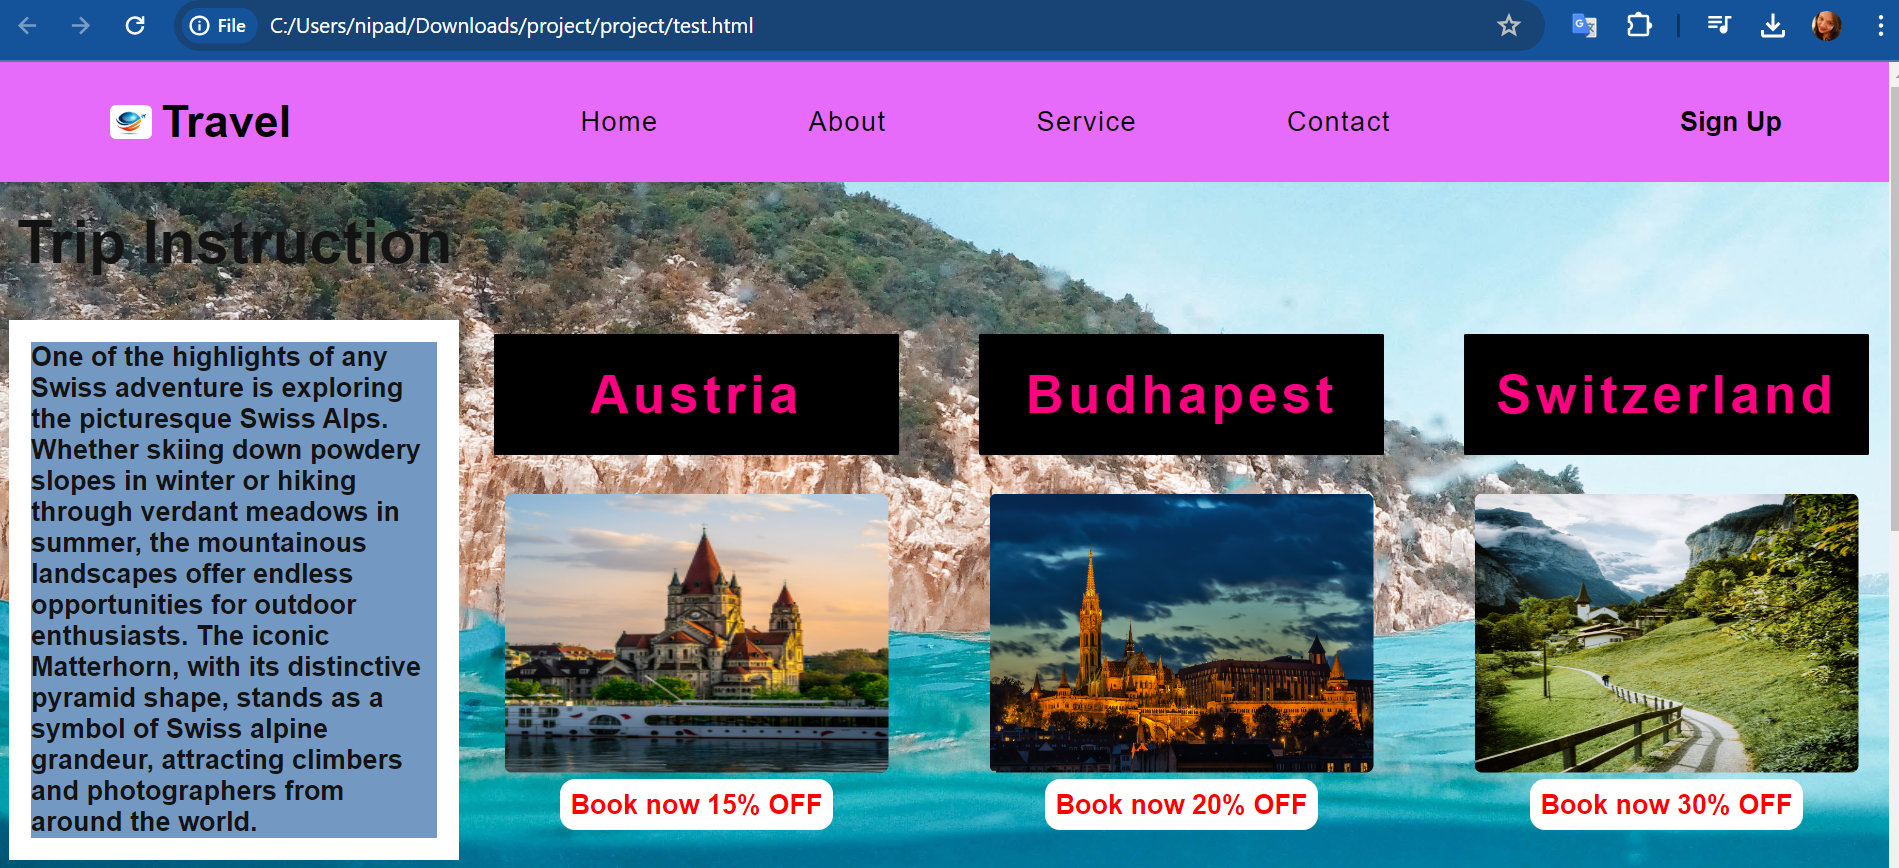 File C:/Users/nipad/Downloads/project/project/test.html
Travel Home About Service Contact Sign Up
Trip Instruction
One of the highlights of any
Swiss adventure is exploring
the picturesque Swiss Alps.
Whether skiing down powdery
slopes in winter or hiking
through verdant meadows in
summer, the mountainous
landscapes offer endless
opportunities for outdoor
enthusiasts. The iconic
Matterhorn, with its distinctive
pyramid shape, stands as a
symbol of Swiss alpine
grandeur, attracting climbers
and photographers from
around the world.
Austria
Book now 15% OFF
Budhapest
Book now 20% OFF
Switzerland
Book now 30% OFF